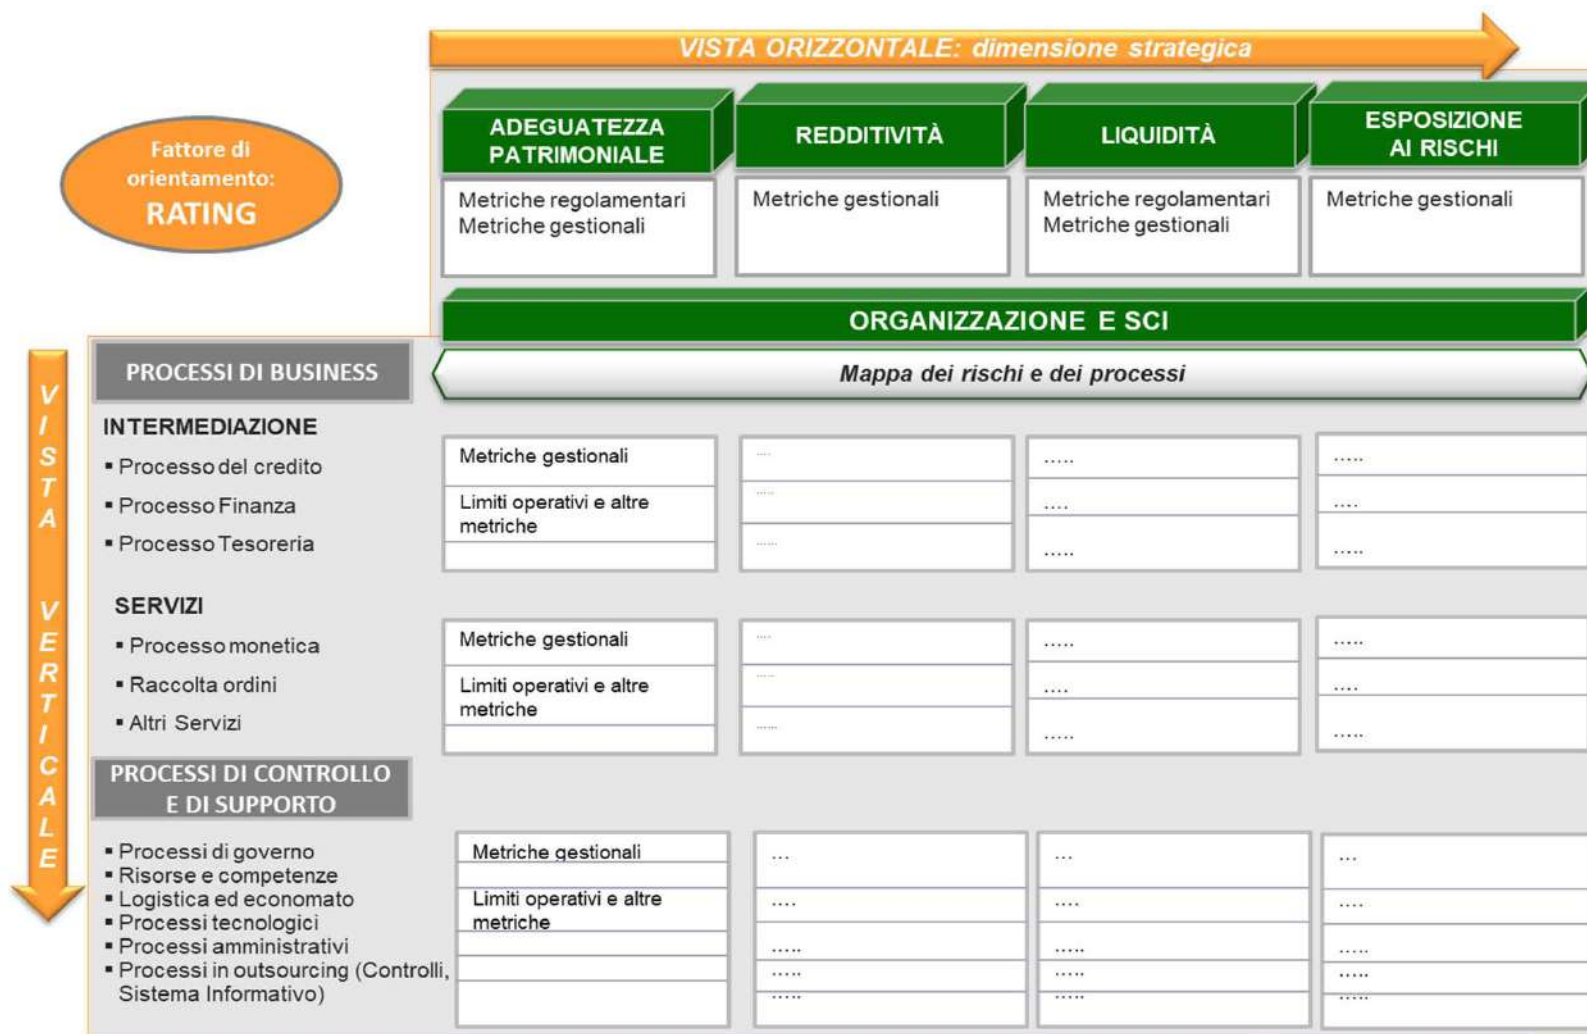 VISTA ORIZZONTALE: dimensione strategica
Fattore di
orientamento:
RATING
ADEGUATEZZA
PATRIMONIALE
REDDITIVITÀ
LIQUIDITÀ
ESPOSIZIONE
AI RISCHI
Metriche regolamentari
Metriche gestionali
Metriche gestionali
Metriche regolamentari
Metriche gestionali
Metriche gestionali
ORGANIZZAZIONE E SCI
VISTA VERTICALE
PROCESSI DI BUSINESS
Mappa dei rischi e dei processi
INTERMEDIAZIONE
▪ Processo del credito
▪ Processo Finanza
▪ Processo Tesoreria
Metriche gestionali
Limiti operativi e altre
metriche
....
.....
......
.....
....
.....
.....
....
.....
SERVIZI
▪ Processo monetica
▪ Raccolta ordini
▪ Altri Servizi
Metriche gestionali
Limiti operativi e altre
metriche
....
.....
......
.....
....
.....
.....
....
.....
PROCESSI DI CONTROLLO
E DI SUPPORTO
▪ Processi di governo
▪ Risorse e competenze
▪ Logistica ed economato
▪ Processi tecnologici
▪ Processi amministrativi
▪ Processi in outsourcing (Controlli,
Sistema Informativo)
Metriche gestionali
Limiti operativi e altre
metriche
...
....
.....
.....
.....
...
....
.....
.....
.....
...
....
.....
.....
.....